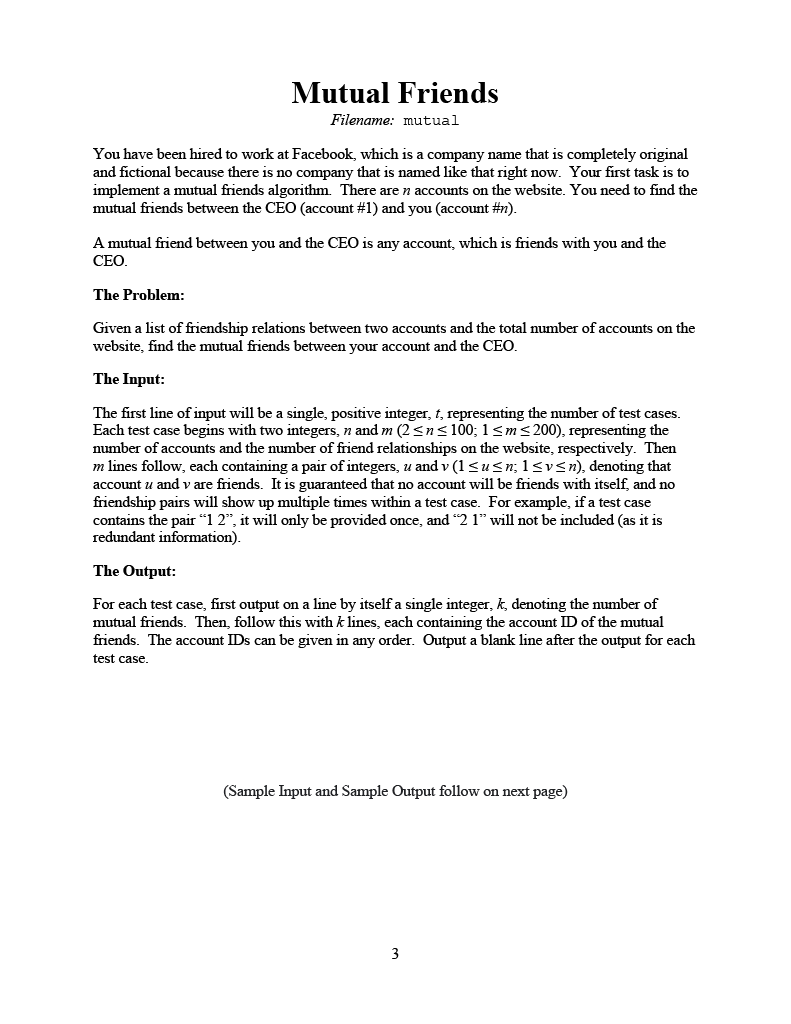 Mutual Friends
Filename: mutual
You have been hired to work at Facebook, which is a company name that is completely original
and fictional because there is no company that is named like that right now.  Your first task is to
implement a mutual friends algorithm.  There are n accounts on the website. You need to find the
mutual friends between the CEO (account #1) and you (account #n).
A mutual friend between you and the CEO is any account, which is friends with you and the
CEO.
The Problem:
Given a list of friendship relations between two accounts and the total number of accounts on the
website, find the mutual friends between your account and the CEO.
The Input:
The first line of input will be a single, positive integer, t, representing the number of test cases.
Each test case begins with two integers, n and m (2 ≤ n ≤ 100; 1 ≤ m ≤ 200), representing the
number of accounts and the number of friend relationships on the website, respectively.  Then
m lines follow, each containing a pair of integers, u and v (1 ≤ u ≤ n; 1 ≤ v ≤ n), denoting that
account u and v are friends.  It is guaranteed that no account will be friends with itself, and no
friendship pairs will show up multiple times within a test case.  For example, if a test case
contains the pair “1 2”, it will only be provided once, and “2 1” will not be included (as it is
redundant information).
The Output:
For each test case, first output on a line by itself a single integer, k, denoting the number of
mutual friends.  Then, follow this with k lines, each containing the account ID of the mutual
friends.  The account IDs can be given in any order.  Output a blank line after the output for each
test case.
(Sample Input and Sample Output follow on next page)
3